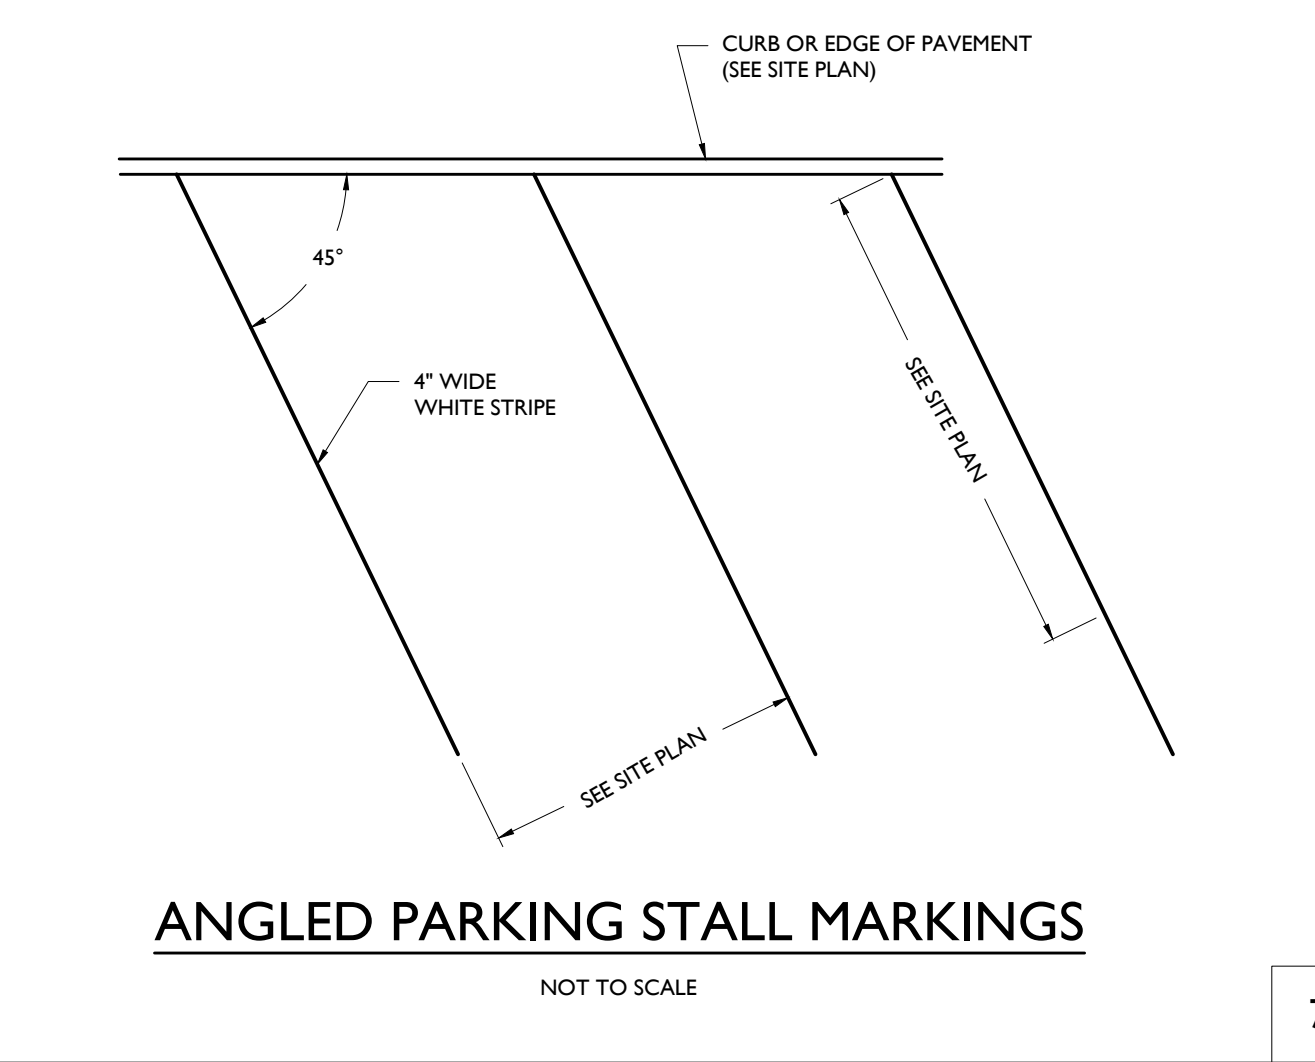 CURB OR EDGE OF PAVEMENT
(SEE SITE PLAN)
45°
4" WIDE
WHITE STRIPE
SEE SITE PLAN
SEE SITE PLAN
ANGLED PARKING STALL MARKINGS
NOT TO SCALE